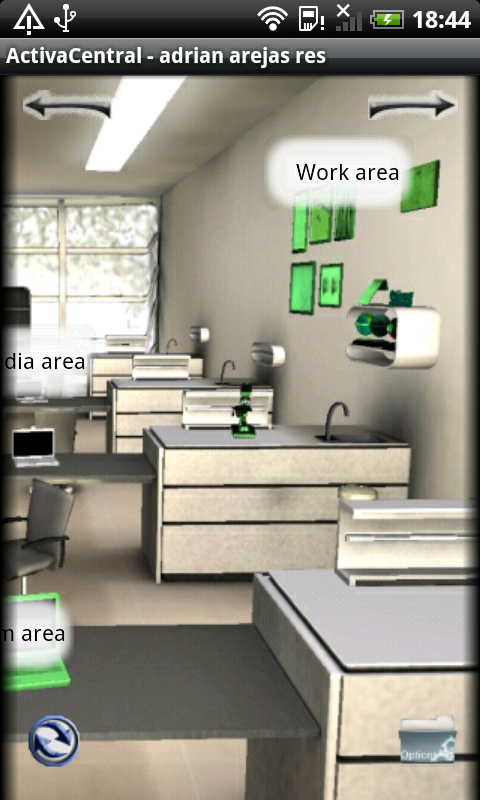 18:44
ActivaCentral - adrian arejas res
Work area
dia area
m area
Options